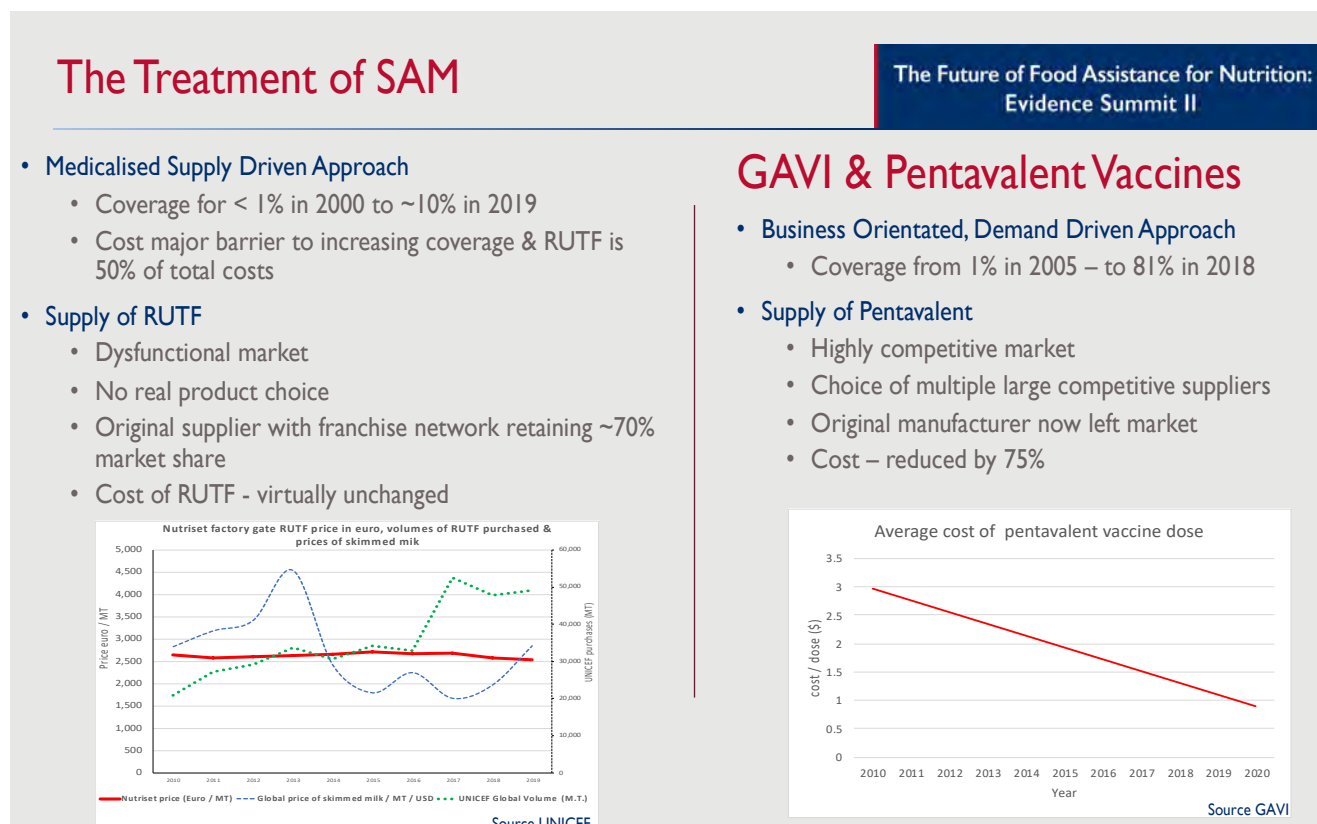 The Treatment of SAM
The Future of Food Assistance for Nutrition:
Evidence Summit II
• Medicalised Supply Driven Approach
• Coverage for < 1% in 2000 to ~10% in 2019
• Cost major barrier to increasing coverage & RUTF is
50% of total costs
• Supply of RUTF
• Dysfunctional market
• No real product choice
• Original supplier with franchise network retaining ~70%
market share
• Cost of RUTF - virtually unchanged
Nutriset factory gate RUTF price in euro, volumes of RUTF purchased &
prices of skimmed mik
Price euro / MT
5,000
4,500
4,000
3,500
3,000
2,500
2,000
1,500
1,000
500
0
60,000
50,000
40,000
30,000
20,000
10,000
0
UNICEF purchases (MT)
2010 2011 2012 2013 2014 2015 2016 2017 2018 2019
Nutriset price (Euro / MT) Global price of skimmed milk / MT / USD UNICEF Global Volume (M.T.)
Source UNICEF
GAVI & Pentavalent Vaccines
• Business Orientated, Demand Driven Approach
• Coverage from 1% in 2005 – to 81% in 2018
• Supply of Pentavalent
• Highly competitive market
• Choice of multiple large competitive suppliers
• Original manufacturer now left market
• Cost – reduced by 75%
Average cost of pentavalent vaccine dose
cost / dose ($)
3.5
3
2.5
2
1.5
1
0.5
0
2010 2011 2012 2013 2014 2015 2016 2017 2018 2019 2020
Year
Source GAVI